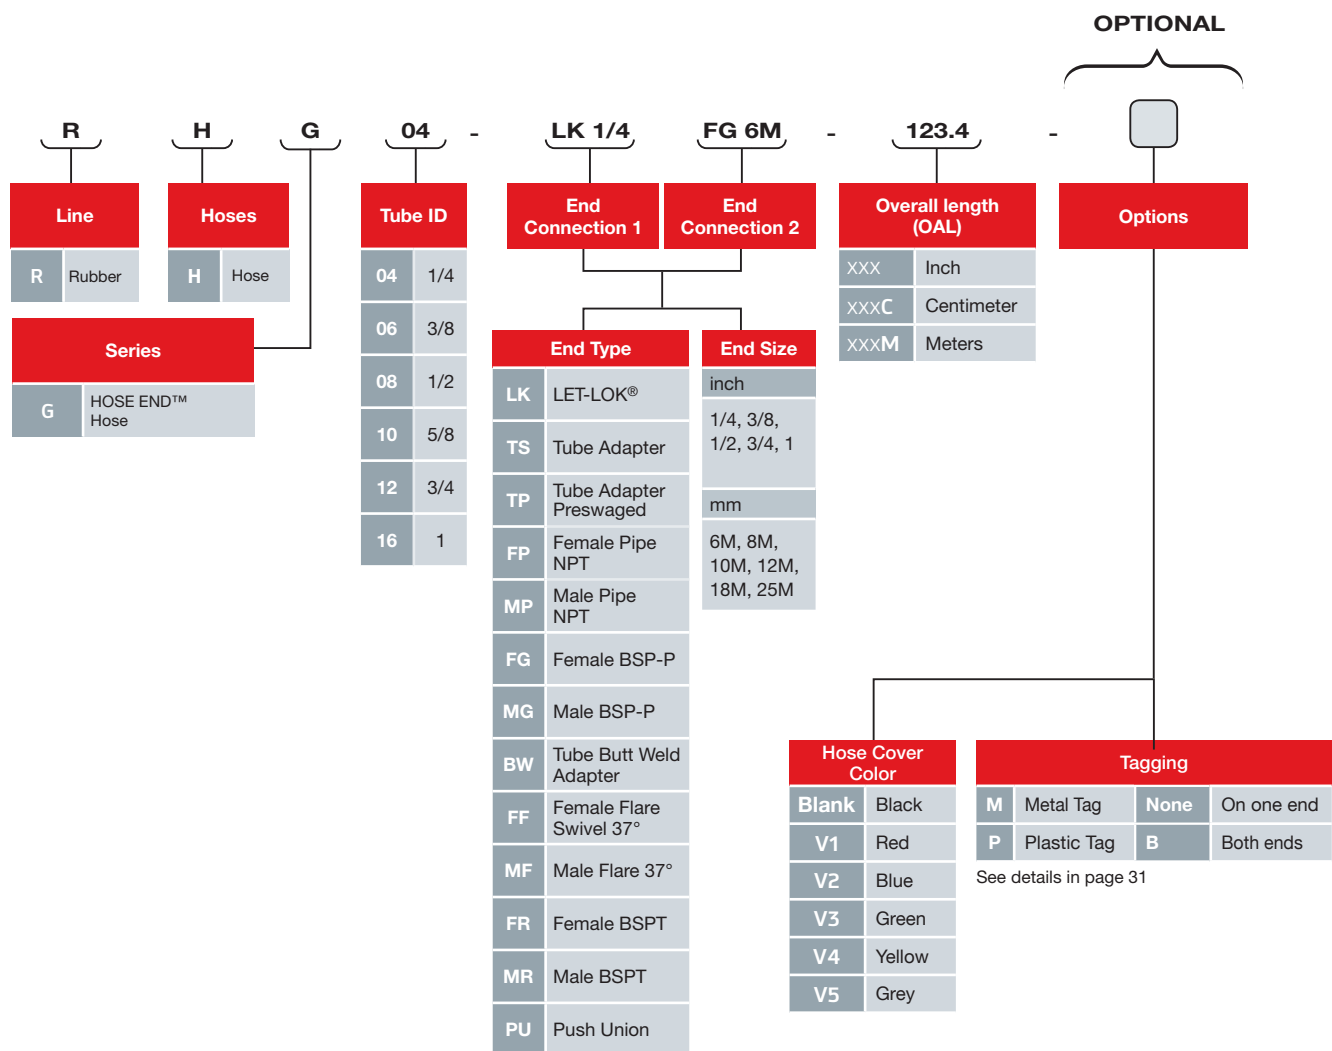 OPTIONAL
R H G 04 - LK 1/4 FG 6M - 123.4 -
Line
R Rubber
Hoses
H Hose
Series
G HOSE END™
Hose
Tube ID
04 1/4
06 3/8
08 1/2
10 5/8
12 3/4
16 1
End
Connection 1
End
Connection 2
End Type
LK LET-LOK®
TS Tube Adapter
TP Tube Adapter
Preswaged
FP Female Pipe
NPT
MP Male Pipe
NPT
FG Female BSP-P
MG Male BSP-P
BW Tube Butt Weld
Adapter
FF Female Flare
Swivel 37°
MF Male Flare 37°
FR Female BSPT
MR Male BSPT
PU Push Union
End Size
inch
1/4, 3/8,
1/2, 3/4, 1
mm
6M, 8M,
10M, 12M,
18M, 25M
Overall length
(OAL)
XXX Inch
XXXC Centimeter
XXXM Meters
Options
Hose Cover
Color
Blank Black
V1 Red
V2 Blue
V3 Green
V4 Yellow
V5 Grey
Tagging
M Metal Tag None On one end
P Plastic Tag B Both ends
See details in page 31